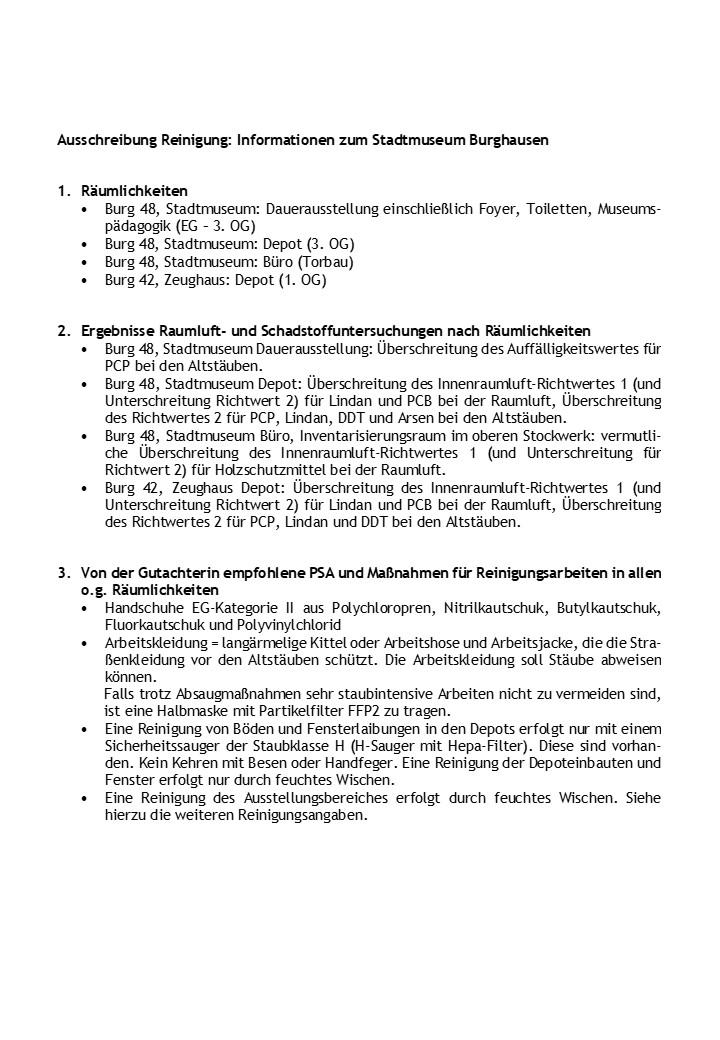 Ausschreibung Reinigung: Informationen zum Stadtmuseum Burghausen
1. Räumlichkeiten
• Burg 48, Stadtmuseum: Dauerausstellung einschließlich Foyer, Toiletten, Museums-
pädagogik (EG – 3. OG)
• Burg 48, Stadtmuseum: Depot (3. OG)
• Burg 48, Stadtmuseum: Büro (Torbau)
• Burg 42, Zeughaus: Depot (1. OG)
2. Ergebnisse Raumluft- und Schadstoffuntersuchungen nach Räumlichkeiten
• Burg 48, Stadtmuseum Dauerausstellung: Überschreitung des Auffälligkeitswertes für
PCP bei den Altstäuben.
• Burg 48, Stadtmuseum Depot: Überschreitung des Innenraumluft-Richtwertes 1 (und
Unterschreitung Richtwert 2) für Lindan und PCB bei der Raumluft, Überschreitung
des Richtwertes 2 für PCP, Lindan, DDT und Arsen bei den Altstäuben.
• Burg 48, Stadtmuseum Büro, Inventarisierungsraum im oberen Stockwerk: vermutli-
che Überschreitung des Innenraumluft-Richtwertes 1 (und Unterschreitung für
Richtwert 2) für Holzschutzmittel bei der Raumluft.
• Burg 42, Zeughaus Depot: Überschreitung des Innenraumluft-Richtwertes 1 (und
Unterschreitung Richtwert 2) für Lindan und PCB bei der Raumluft, Überschreitung
des Richtwertes 2 für PCP, Lindan und DDT bei den Altstäuben.
3. Von der Gutachterin empfohlene PSA und Maßnahmen für Reinigungsarbeiten in allen
o.g. Räumlichkeiten
• Handschuhe EG-Kategorie II aus Polychloropren, Nitrilkautschuk, Butylkautschuk,
Fluorkautschuk und Polyvinylchlorid
• Arbeitskleidung = langärmelige Kittel oder Arbeitshose und Arbeitsjacke, die die Stra-
ßenkleidung vor den Altstäuben schützt. Die Arbeitskleidung soll Stäube abweisen
können.
Falls trotz Absaugmaßnahmen sehr staubintensive Arbeiten nicht zu vermeiden sind,
ist eine Halbmaske mit Partikelfilter FFP2 zu tragen.
• Eine Reinigung von Böden und Fensterlaibungen in den Depots erfolgt nur mit einem
Sicherheitssauger der Staubklasse H (H-Sauger mit Hepa-Filter). Diese sind vorhan-
den. Kein Kehren mit Besen oder Handfeger. Eine Reinigung der Depoteinbauten und
Fenster erfolgt nur durch feuchtes Wischen.
• Eine Reinigung des Ausstellungsbereiches erfolgt durch feuchtes Wischen. Siehe
hierzu die weiteren Reinigungsangaben.